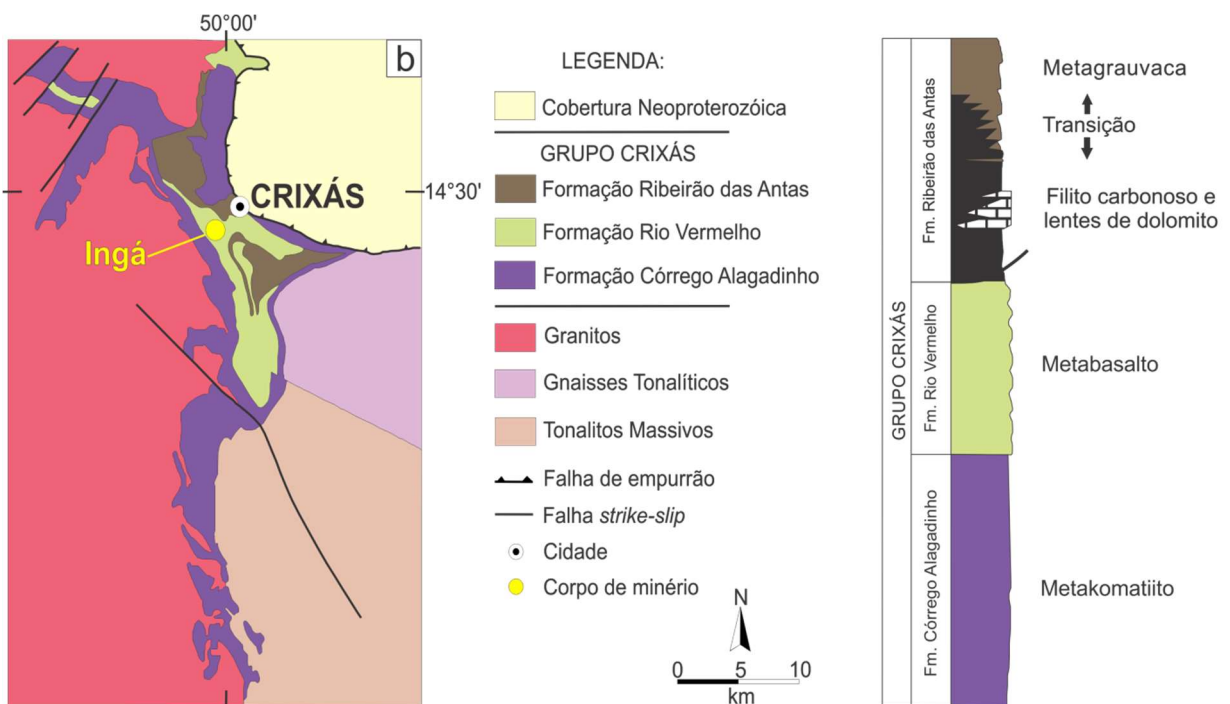 50°00'
b
14°30'
CRIXÁS
Ingá
LEGENDA:
Cobertura Neoproterozóica
GRUPO CRIXÁS
Formação Ribeirão das Antas
Formação Rio Vermelho
Formação Córrego Alagadinho
Granitos
Gnaisses Tonalíticos
Tonalitos Massivos
Falha de empurrão
Falha strike-slip
Cidade
Corpo de minério
N
0 5 10
km
GRUPO CRIXÁS
Fm. Ribeirão das Antas
Fm. Rio Vermelho
Fm. Córrego Alagadinho
Metagrauvaca
Transição
Filito carbonoso e
lentes de dolomito
Metabasalto
Metakomatiito